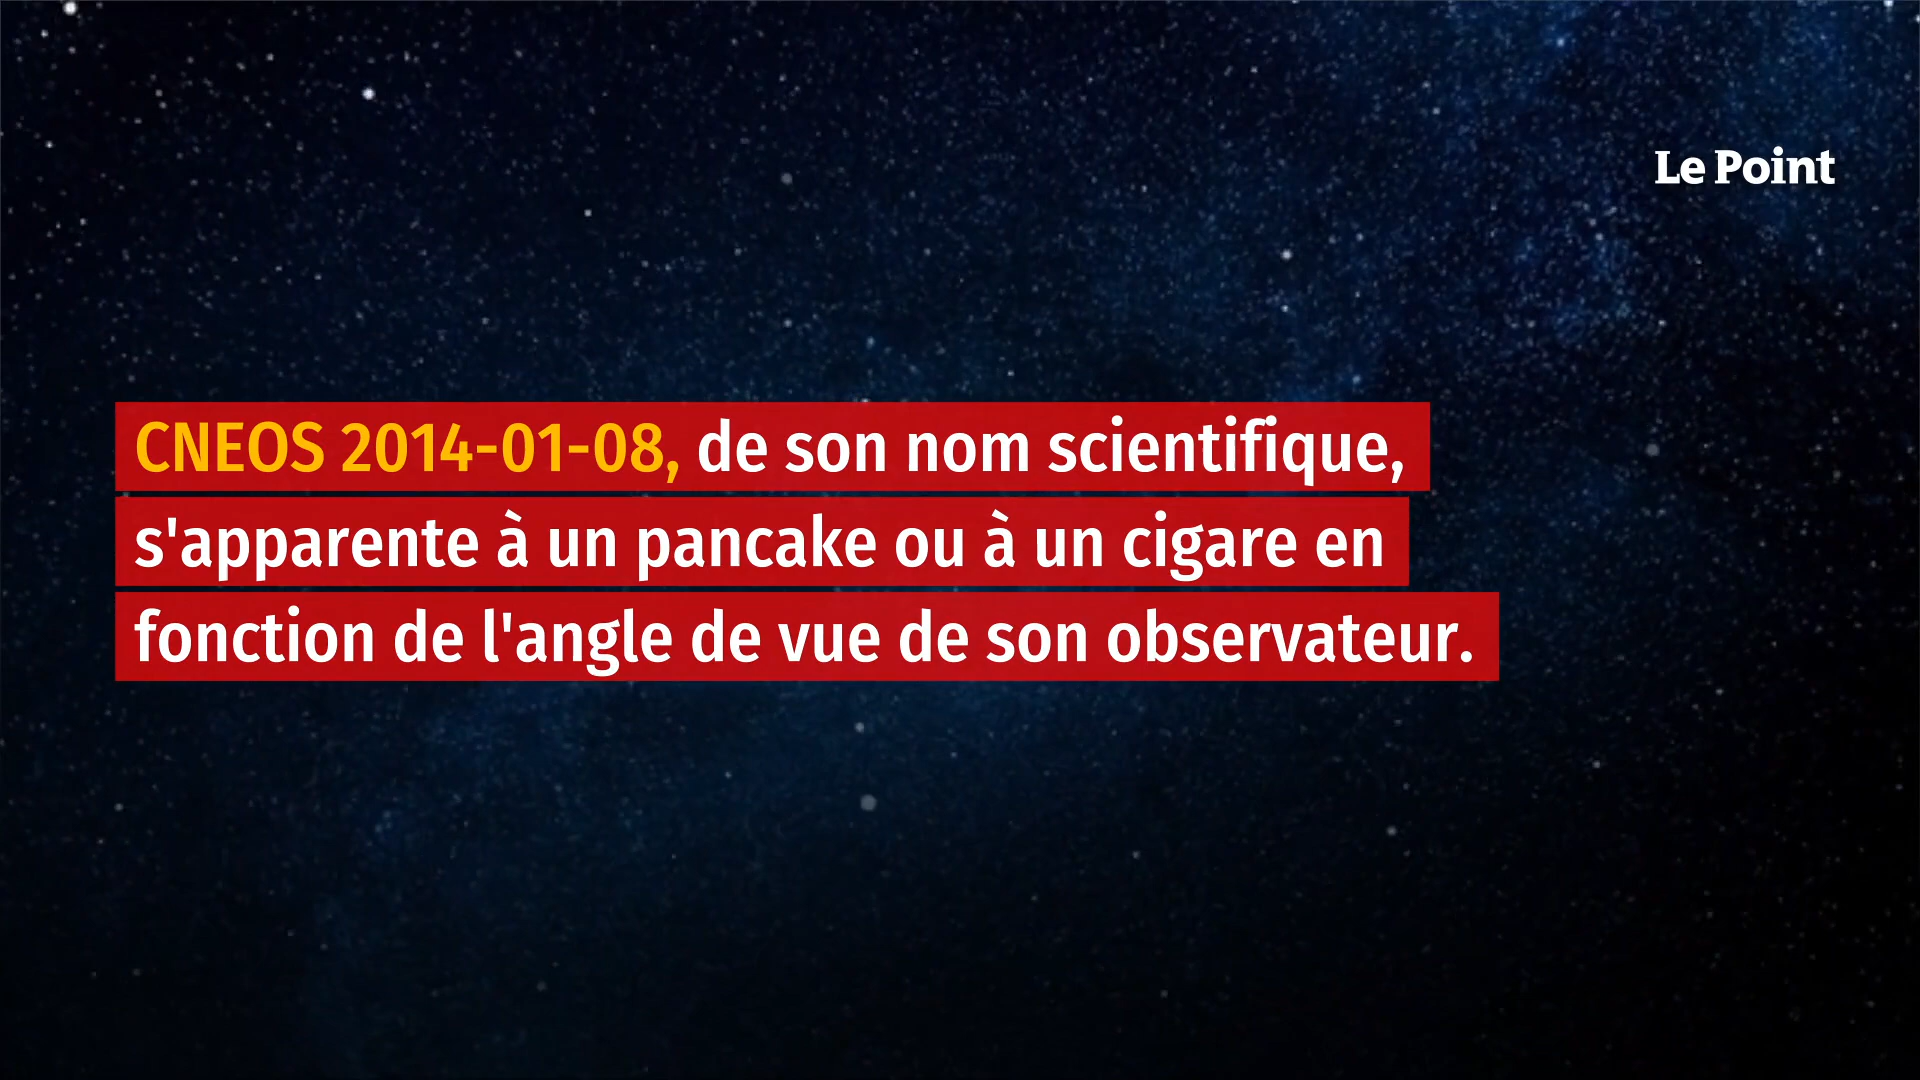 Le Point
CNEOS 2014-01-08, de son nom scientifique,
s'apparente à un pancake ou à un cigare en
fonction de l'angle de vue de son observateur.